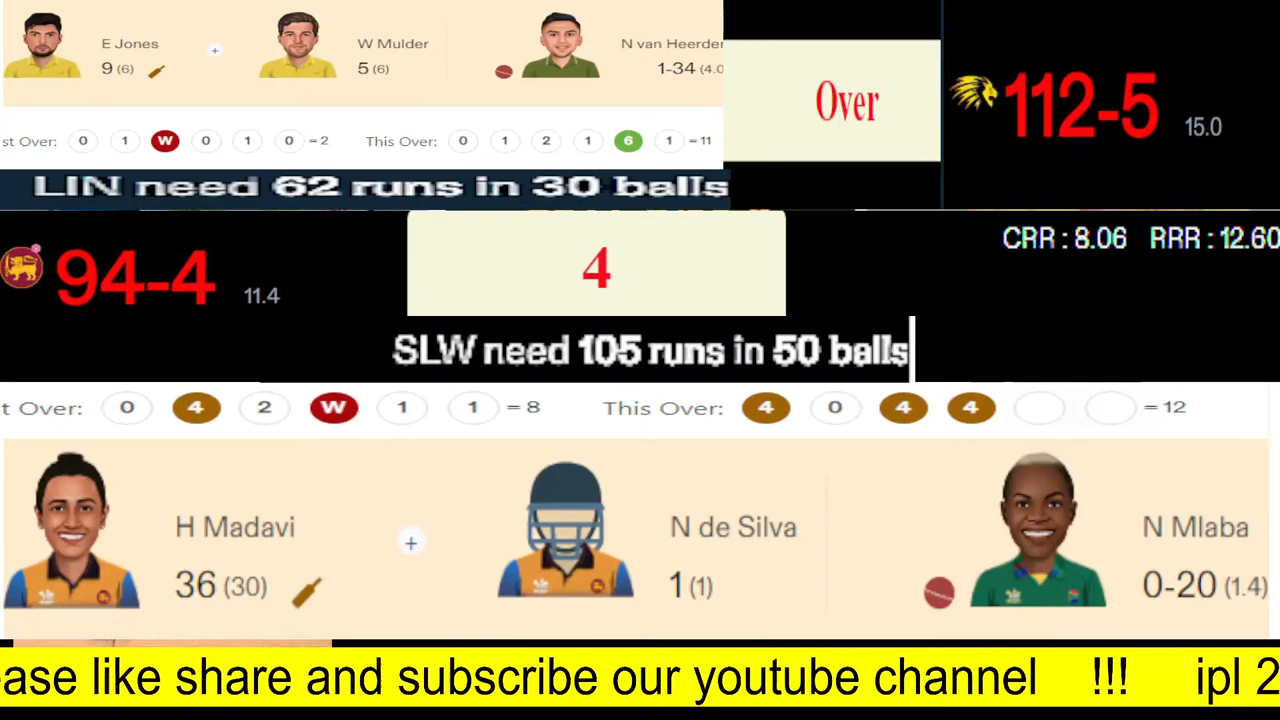 E Jones
9 (6)
+
W Mulder
5 (6)
N van Heerder
1-34 (4.0
Over
112-5 15.0
st Over: 0 1 W 0 1 0 = 2 This Over: 0 1 2 1 6 1 = 11
LIN need 62 runs in 30 balls
94-4 11.4
4
CRR : 8.06 RRR : 12.60
SLW need 105 runs in 50 balls
t Over: 0 4 2 W 1 1 = 8 This Over: 4 0 4 4 = 12
H Madavi
36 (30)
+
N de Silva
1 (1)
N Mlaba
0-20 (1.4)
ease like share and subscribe our youtube channel !!! ipl 2